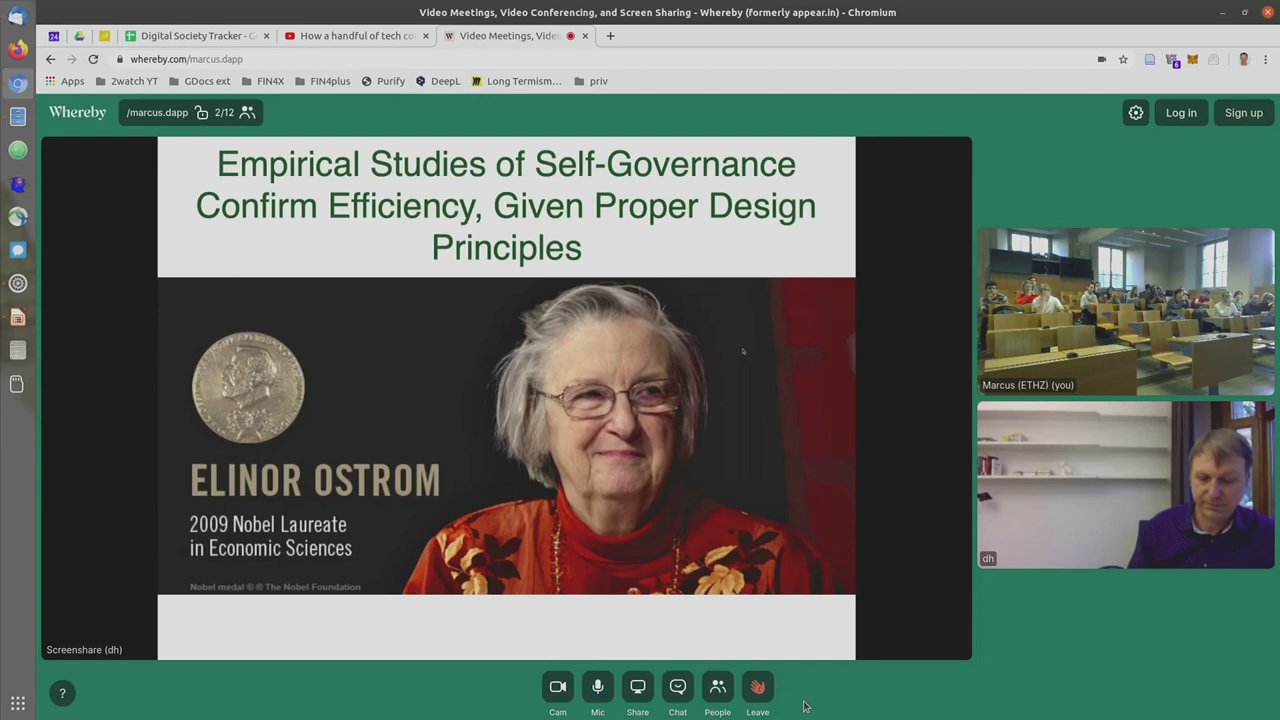 Video Meetings, Video Conferencing, and Screen Sharing - Whereby (formerly appear.in) - Chromium
24
Digital Society Tracker - G
How a handful of tech co
Video Meetings, Vide
whereby.com/marcus.dapp
6
Apps
2watch YT
GDocs ext
FIN4X
FIN4plus
Purify
DeepL
Long Termism...
priv
Whereby
/marcus.dapp
2/12
Log in
Sign up
Empirical Studies of Self-Governance
Confirm Efficiency, Given Proper Design
Principles
ELINOR OSTROM
2009 Nobel Laureate
in Economic Sciences
Nobel medal © ® The Nobel Foundation
Screenshare (dh)
Marcus (ETHZ) (you)
dh
?
Cam
Mic
Share
Chat
People
Leave